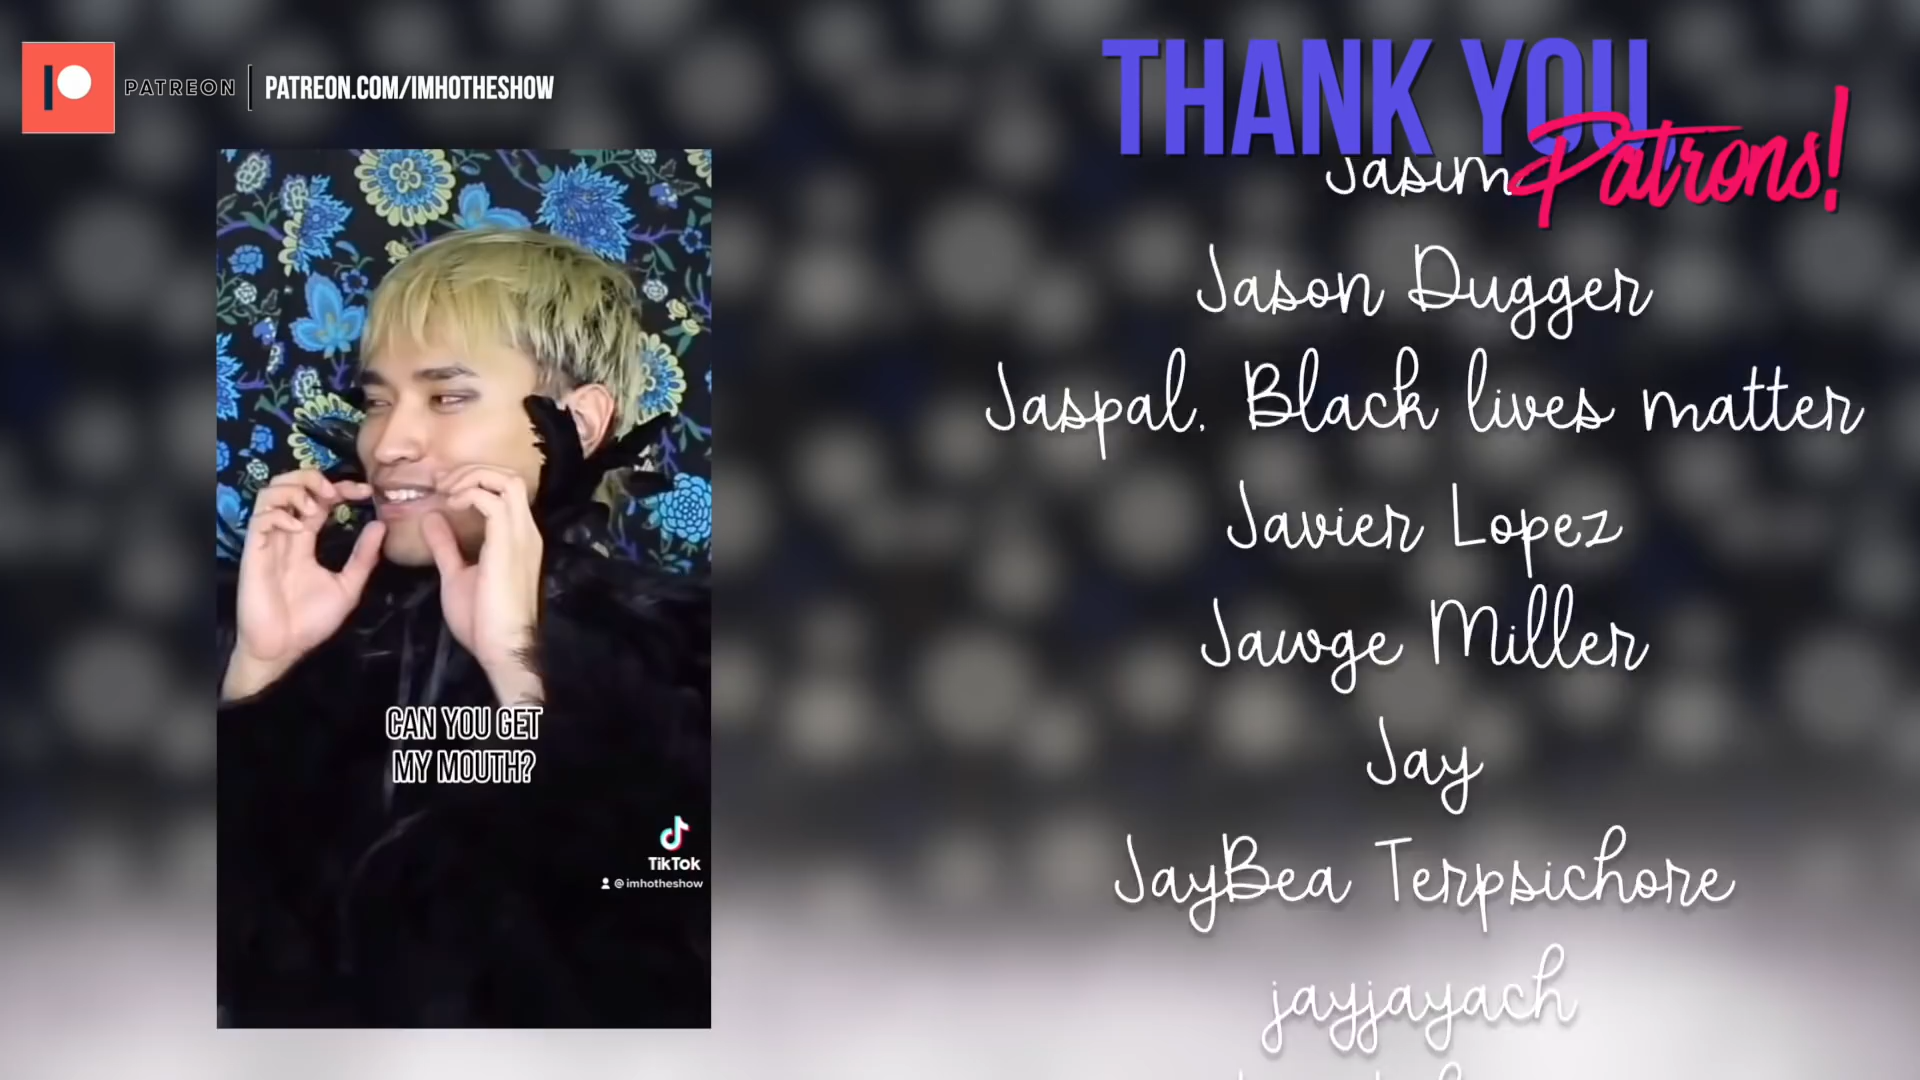 PATREON
PATREON.COM/IMHOTHESHOW
THANK YOU,
Patrons!
Jasim
Jason Dugger
Jaspal. Black lives matter
Javier Lopez
Jawge Miller
Jay
JayBea Terpsichore
jayjayach
CAN YOU GET
MY MOUTH?
TikTok
@imhotheshow